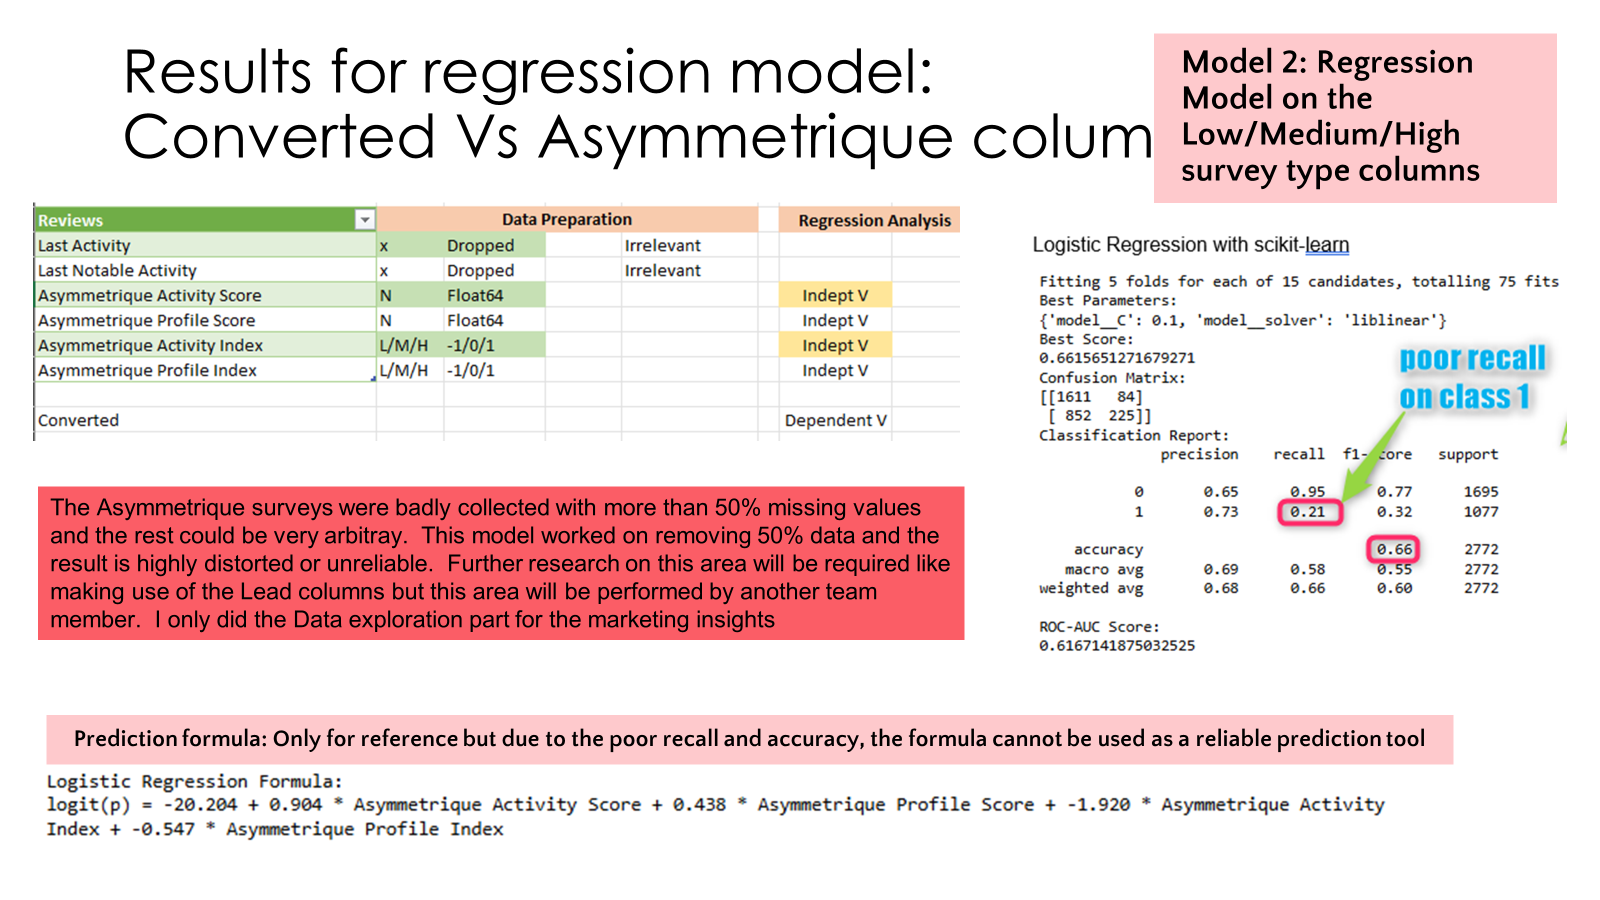 Results for regression model:
Converted Vs Asymmetrique colum
Model 2: Regression
Model on the
Low/Medium/High
survey type columns
Reviews Data Preparation Regression Analysis
Last Activity x Dropped Irrelevant
Last Notable Activity x Dropped Irrelevant
Asymmetrique Activity Score N Float64 Indept V
Asymmetrique Profile Score N Float64 Indept V
Asymmetrique Activity Index L/M/H -1/0/1 Indept V
Asymmetrique Profile Index L/M/H -1/0/1 Indept V
Converted Dependent V
The Asymmetrique surveys were badly collected with more than 50% missing values
and the rest could be very arbitray. This model worked on removing 50% data and the
result is highly distorted or unreliable. Further research on this area will be required like
making use of the Lead columns but this area will be performed by another team
member. I only did the Data exploration part for the marketing insights
Logistic Regression with scikit-learn
Fitting 5 folds for each of 15 candidates, totalling 75 fits
Best Parameters:
{'model__C': 0.1, 'model__solver': 'liblinear'}
Best Score:
0.6615651271679271
Confusion Matrix:
[[1611 84]
[ 852 225]]
Classification Report:
poor recall
on class 1
precision recall support
0 0.65 0.95 0.77 1695
1 0.73 0.21 0.32 1077
accuracy 0.66 2772
macro avg 0.69 0.58 0.55 2772
weighted avg 0.68 0.66 0.60 2772
ROC-AUC Score:
0.6167141875032525
Prediction formula: Only for reference but due to the poor recall and accuracy, the formula cannot be used as a reliable prediction tool
Logistic Regression Formula:
logit(p) = -20.204 + 0.904 * Asymmetrique Activity Score + 0.438 * Asymmetrique Profile Score + -1.920 * Asymmetrique Activity
Index + -0.547 * Asymmetrique Profile Index